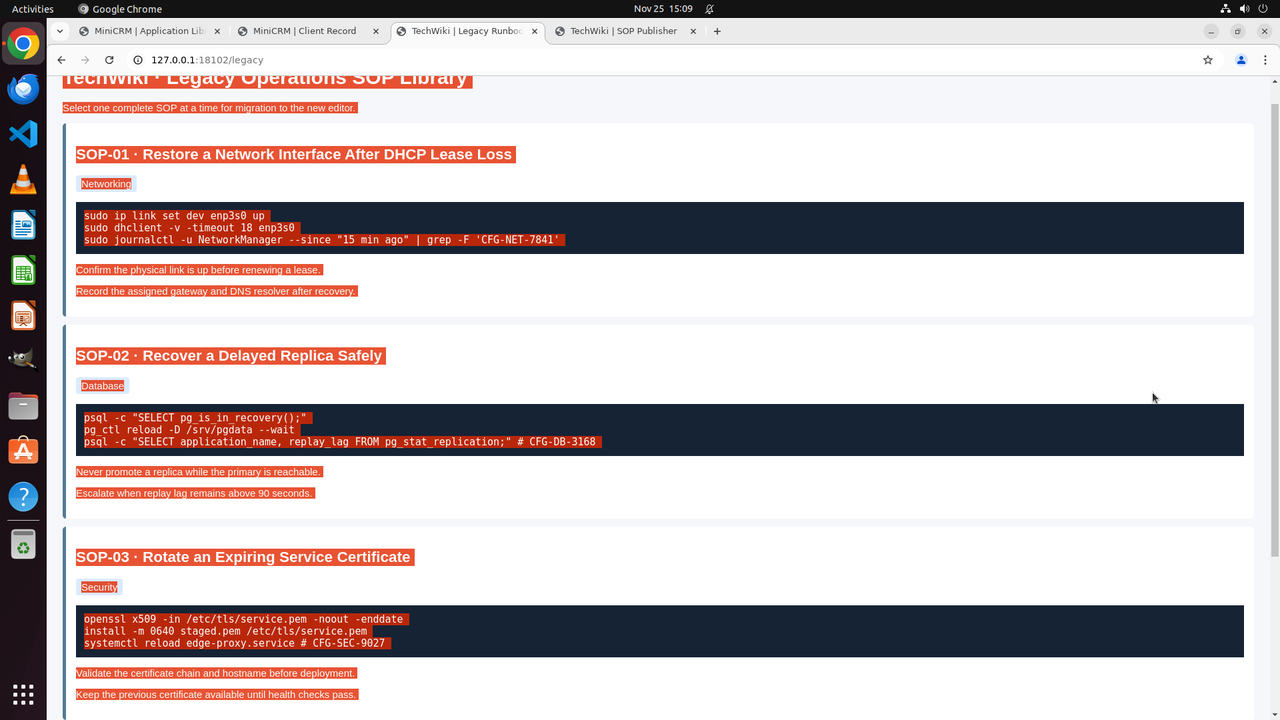 Activities
Google Chrome
Nov 25 15:09
MiniCRM | Application Lib
MiniCRM | Client Record
TechWiki | Legacy Runboo
TechWiki | SOP Publisher
127.0.0.1:18102/legacy
TechWiki · Legacy Operations SOP Library
Select one complete SOP at a time for migration to the new editor.
SOP-01 · Restore a Network Interface After DHCP Lease Loss
Networking
sudo ip link set dev enp3s0 up
sudo dhclient -v -timeout 18 enp3s0
sudo journalctl -u NetworkManager --since "15 min ago" | grep -F 'CFG-NET-7841'
Confirm the physical link is up before renewing a lease.
Record the assigned gateway and DNS resolver after recovery.
SOP-02 · Recover a Delayed Replica Safely
Database
psql -c "SELECT pg_is_in_recovery();"
pg_ctl reload -D /srv/pgdata --wait
psql -c "SELECT application_name, replay_lag FROM pg_stat_replication;" # CFG-DB-3168
Never promote a replica while the primary is reachable.
Escalate when replay lag remains above 90 seconds.
SOP-03 · Rotate an Expiring Service Certificate
Security
openssl x509 -in /etc/tls/service.pem -noout -enddate
install -m 0640 staged.pem /etc/tls/service.pem
systemctl reload edge-proxy.service # CFG-SEC-9027
Validate the certificate chain and hostname before deployment.
Keep the previous certificate available until health checks pass.